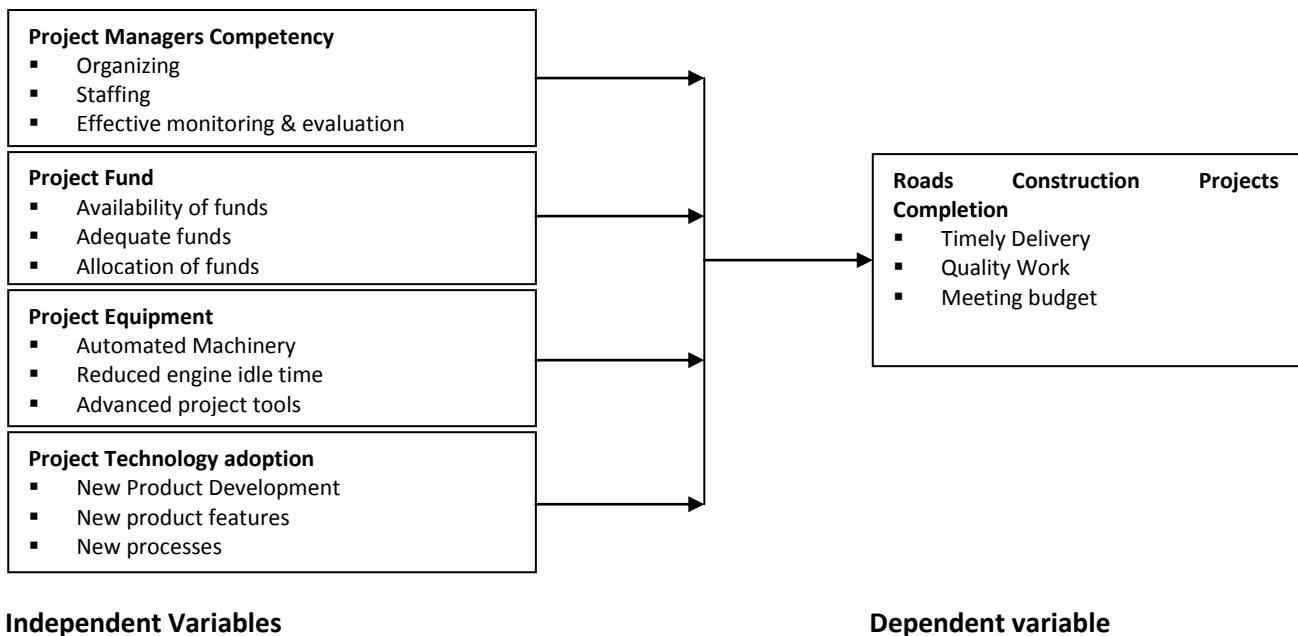 Project Managers Competency
▪ Organizing
▪ Staffing
▪ Effective monitoring & evaluation
Project Fund
▪ Availability of funds
▪ Adequate funds
▪ Allocation of funds
Project Equipment
▪ Automated Machinery
▪ Reduced engine idle time
▪ Advanced project tools
Project Technology adoption
▪ New Product Development
▪ New product features
▪ New processes
Roads Construction Projects
Completion
▪ Timely Delivery
▪ Quality Work
▪ Meeting budget
Independent Variables
Dependent variable